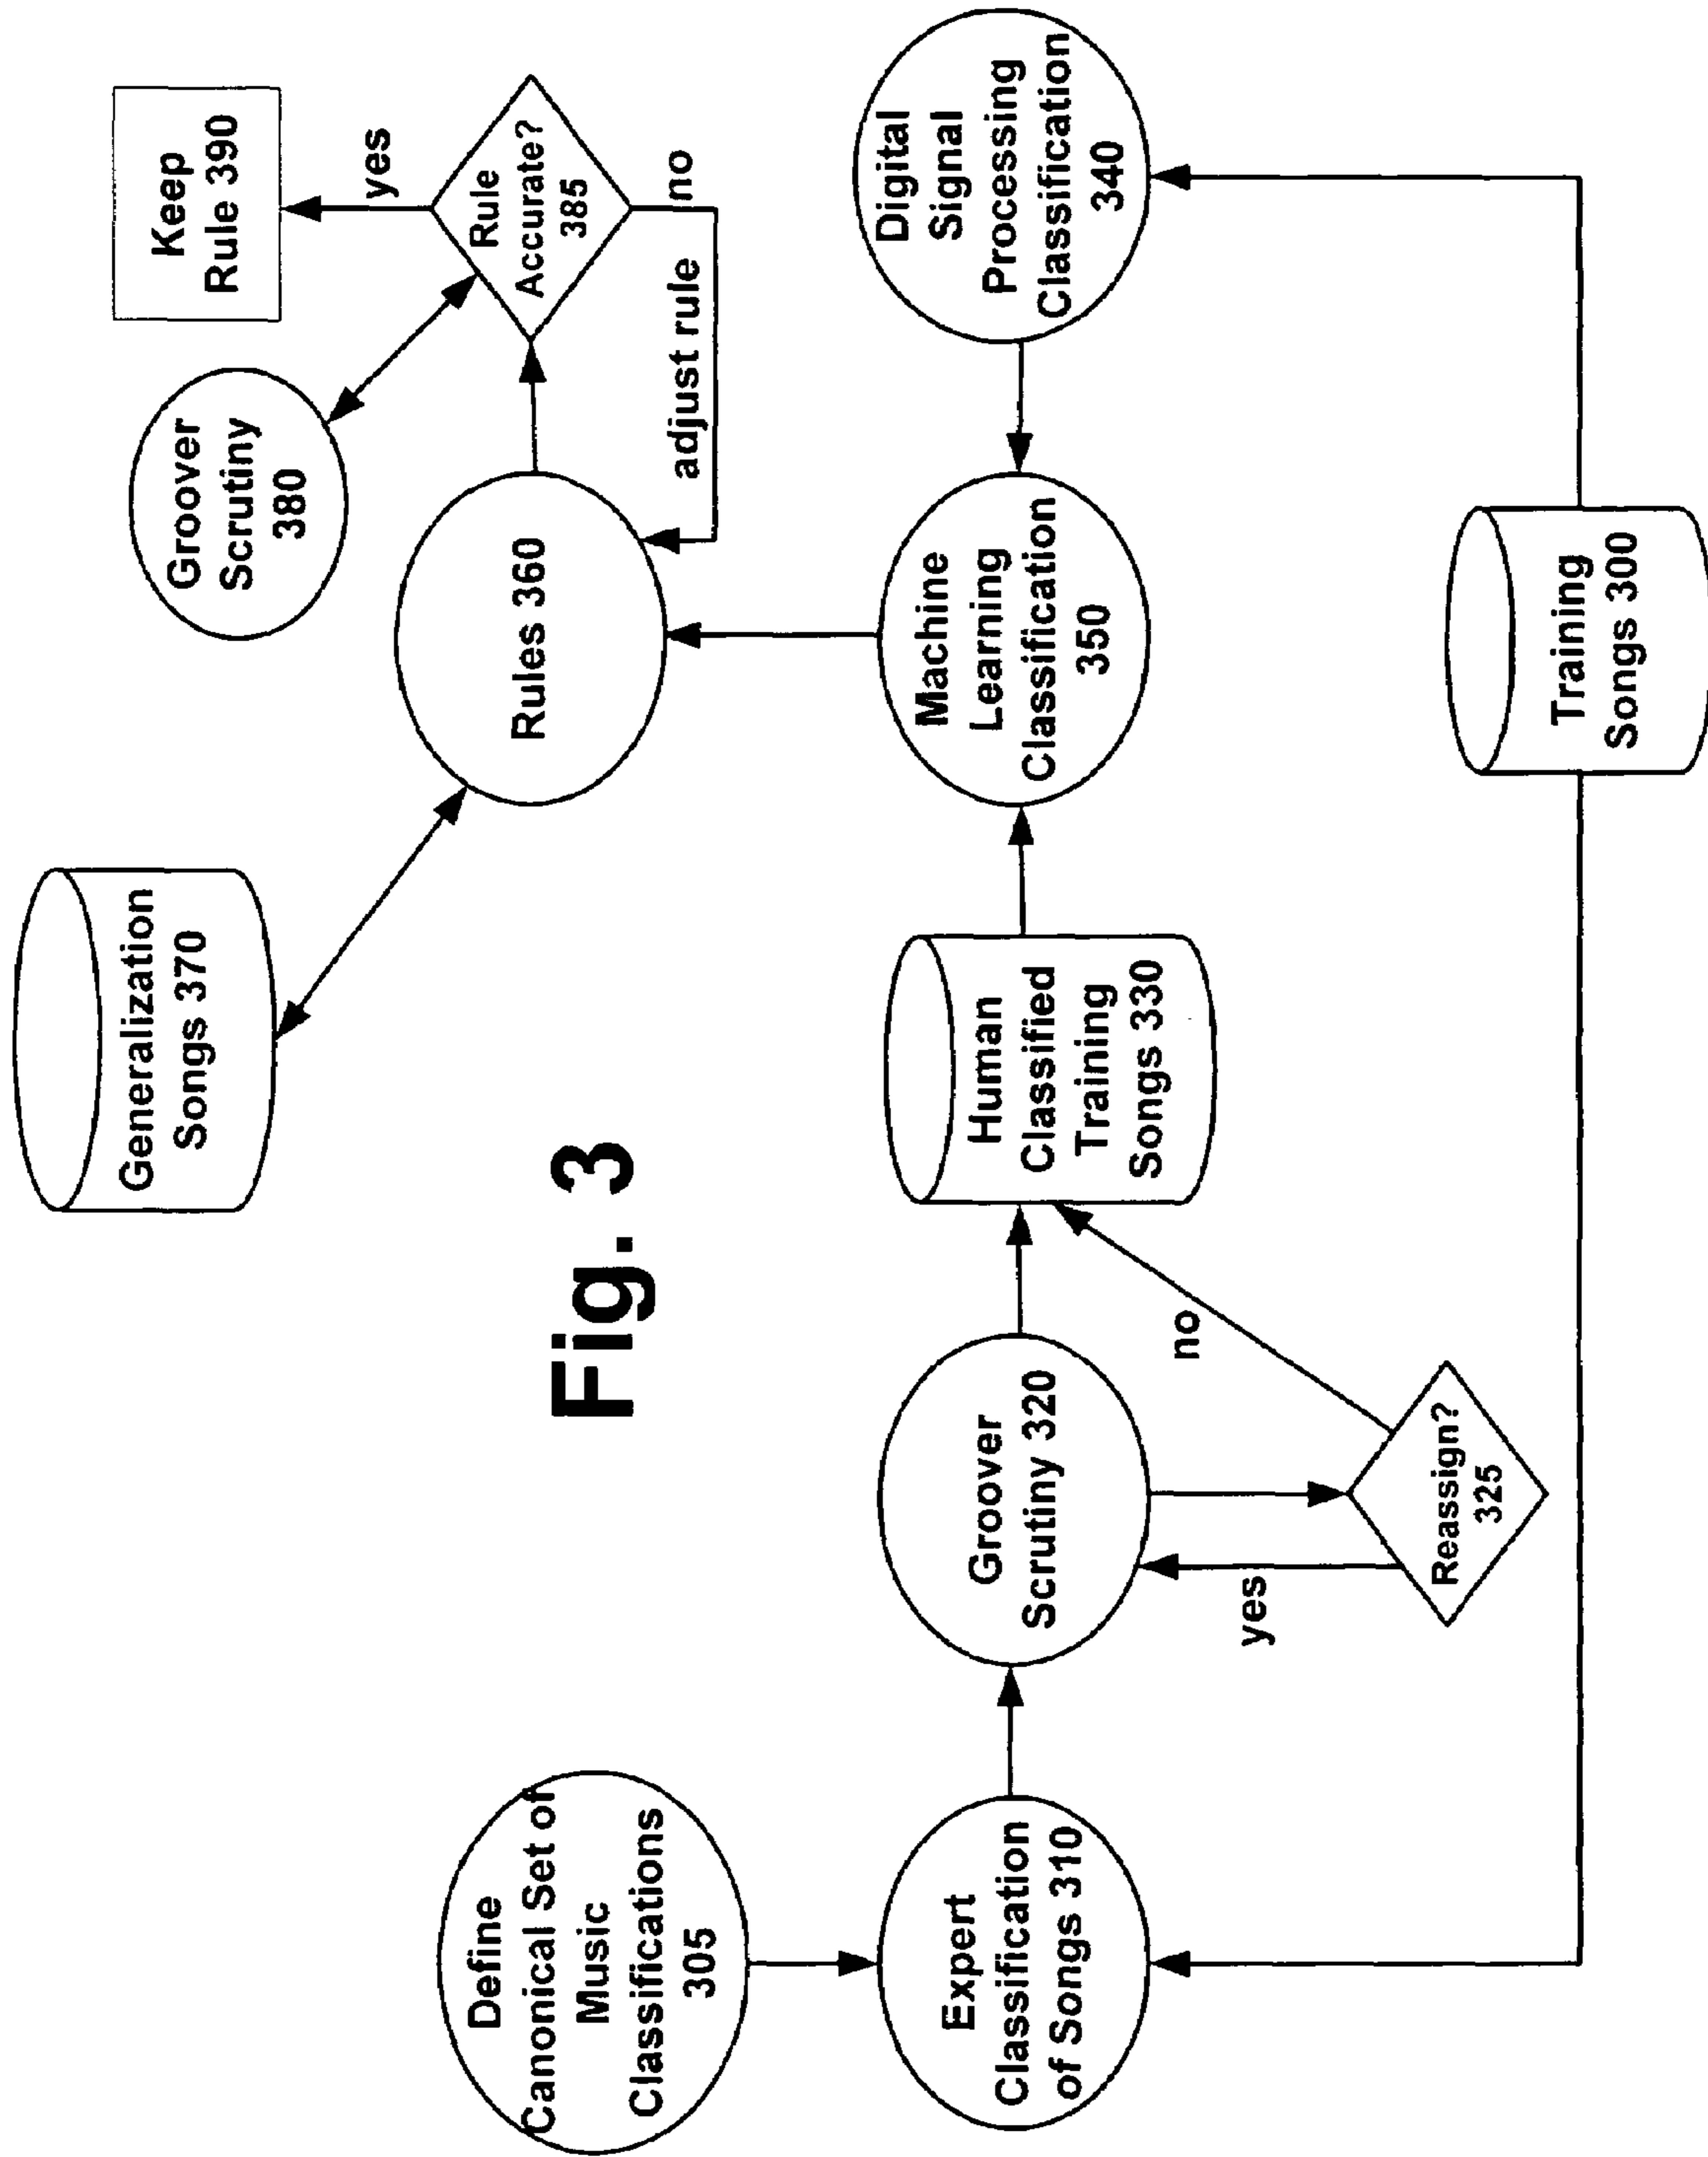 Generalization
Songs 370
Groover
Scrutiny
380
Keep
Rule 390
yes
Rule
Accurate?
385
no
adjust rule
Rules 360
Fig. 3
Define
Canonical Set of
Music
Classifications
305
Expert
Classification
of Songs 310
Groover
Scrutiny 320
Human
Classified
Training
Songs 330
Machine
Learning
Classification
350
Digital
Signal
Processing
Classification
340
yes
no
Reassign?
325
Training
Songs 300